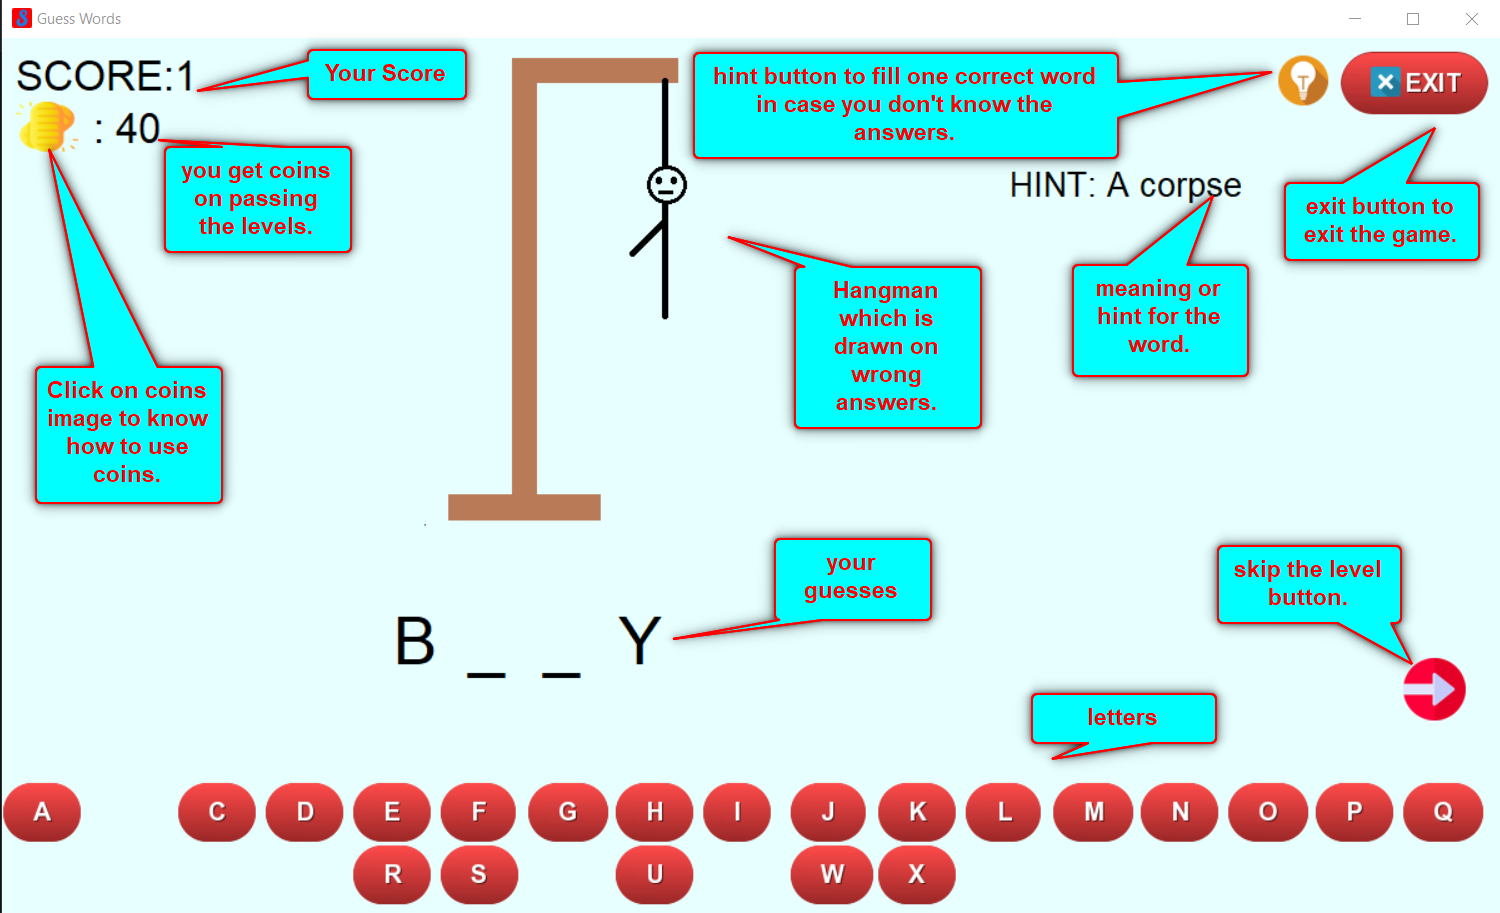 Guess Words
SCORE:1
: 40
Your Score
you get coins
on passing
the levels.
Click on coins
image to know
how to use
coins.
hint button to fill one correct word
in case you don't know the
answers.
EXIT
exit button to
exit the game.
HINT: A corpse
meaning or
hint for the
word.
Hangman
which is
drawn on
wrong
answers.
your
guesses
B _ _ Y
skip the level
button.
letters
A C D E F G H I J K L M N O P Q
R S U W X